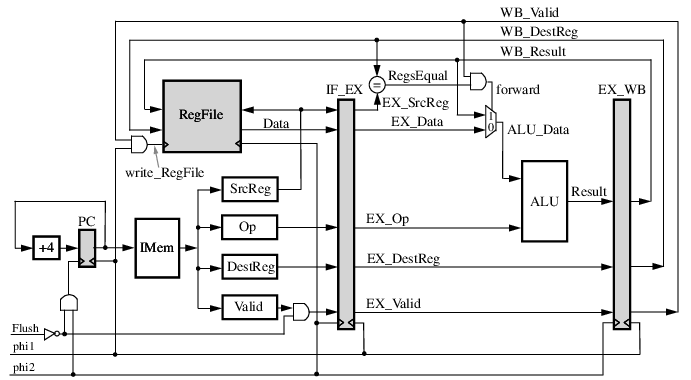 WB_Valid
WB_DestReg
WB_Result
RegsEqual
=
IF_EX
EX_SrcReg
forward
EX_WB
RegFile
Data
EX_Data
1
0
ALU_Data
write_RegFile
SrcReg
ALU
Result
PC
+4
IMem
Op
EX_Op
DestReg
EX_DestReg
Valid
EX_Valid
Flush
phi1
phi2